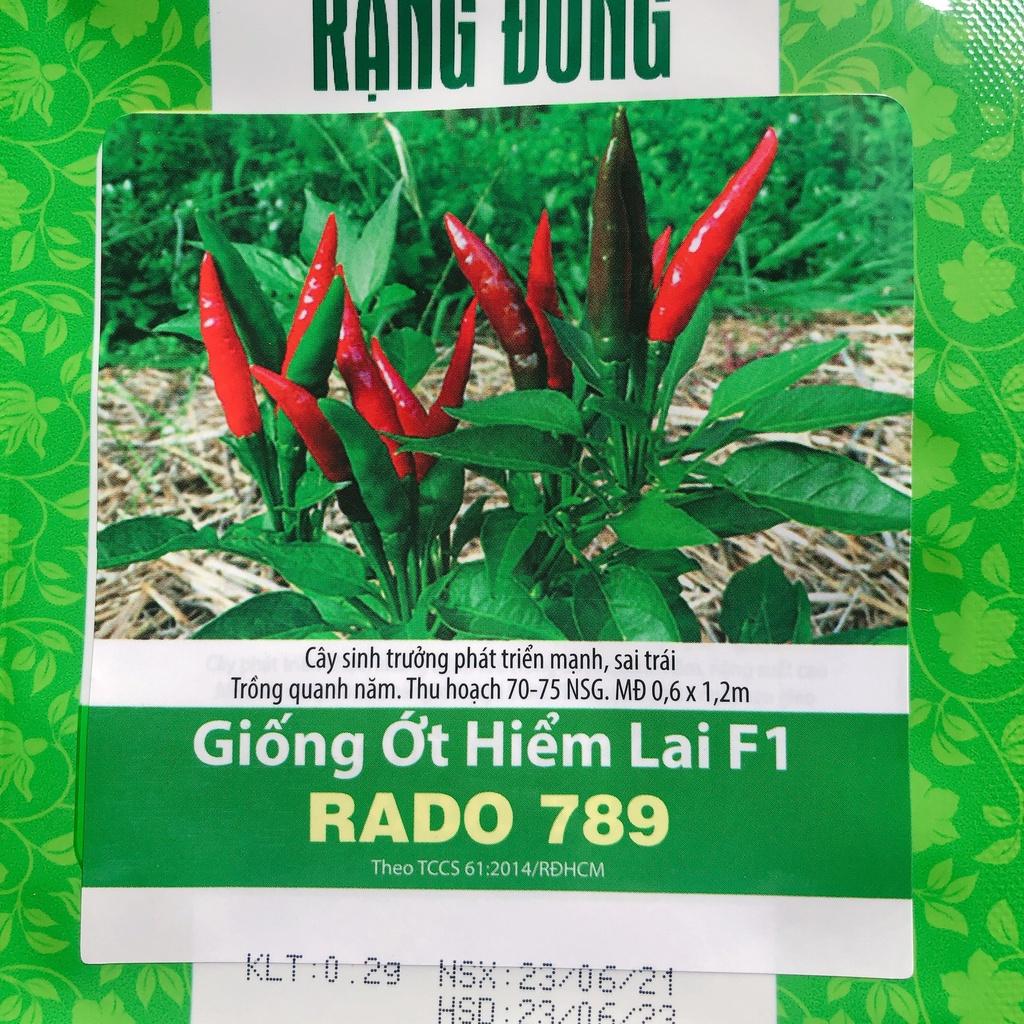 RẠNG ĐÔNG
Cây sinh trưởng phát triển mạnh, sai trái
Trồng quanh năm. Thu hoạch 70-75 NSG. MĐ 0,6 x 1,2m
Giống Ớt Hiểm Lai F1
RADO 789
Theo TCCS 61:2014/RĐHCM
KLT:0.2g NSX:23/06/21
HSD:23/06/23